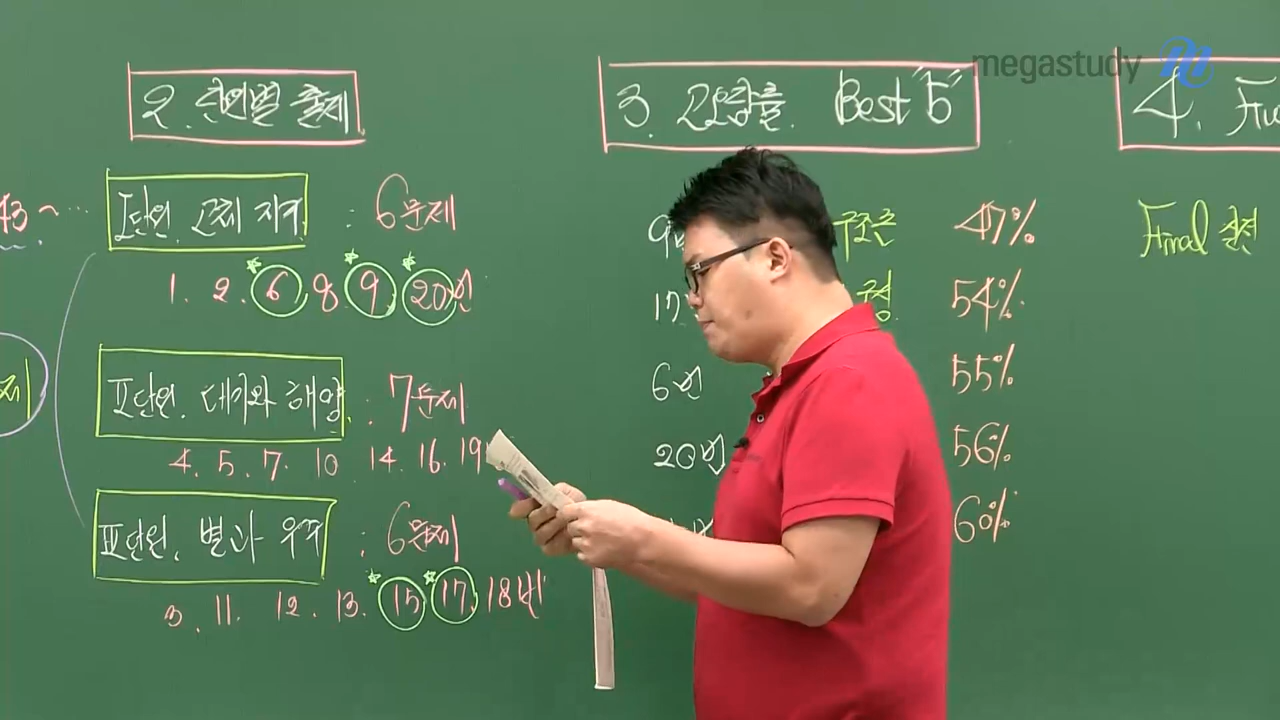 megastudy
2. 단원별 출제
43 ~ ...
I단원. 고체 지구 : 6문제
1. 2. 6 8 9 20번
II단원. 대기와 해양 : 7문제
4. 5. 7. 10 14. 16. 19
III단원. 별과 우주 : 6문제
3. 11. 12. 13. 15 17. 18번
3. 고오답률. Best "5"
47%
17 54%
6번 55%
20번 56%
60%
4.
Final